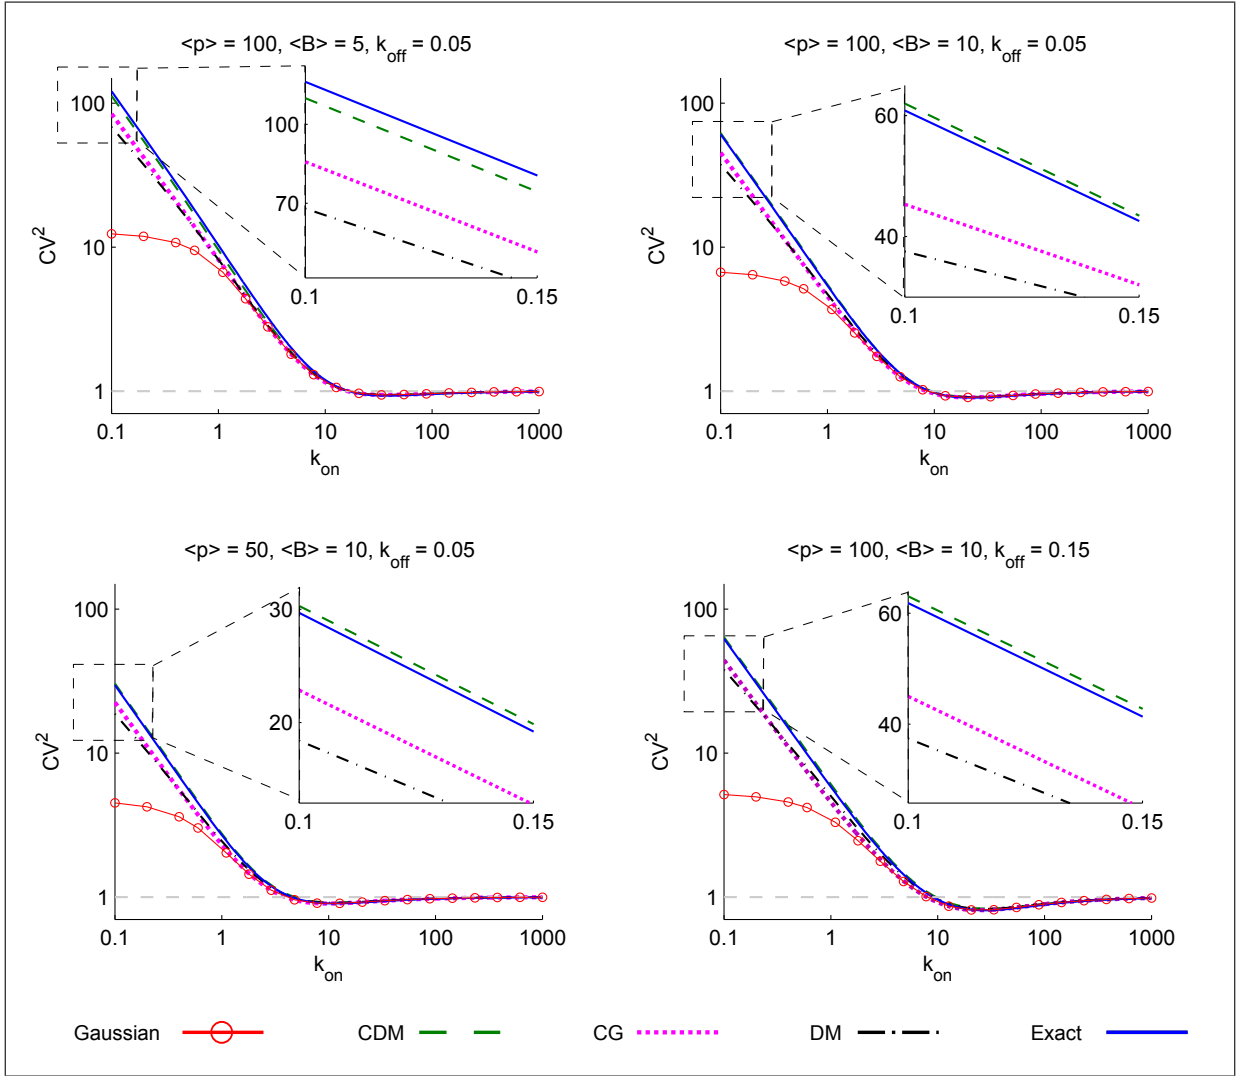 <p> = 100, <B> = 5, k_off = 0.05
CV²
100
10
1
0.1 1 10 100 1000
k_on
100
70
0.1 0.15
<p> = 100, <B> = 10, k_off = 0.05
CV²
100
10
1
0.1 1 10 100 1000
k_on
60
40
0.1 0.15
<p> = 50, <B> = 10, k_off = 0.05
CV²
100
10
1
0.1 1 10 100 1000
k_on
30
20
0.1 0.15
<p> = 100, <B> = 10, k_off = 0.15
CV²
100
10
1
0.1 1 10 100 1000
k_on
60
40
0.1 0.15
Gaussian CDM CG DM Exact